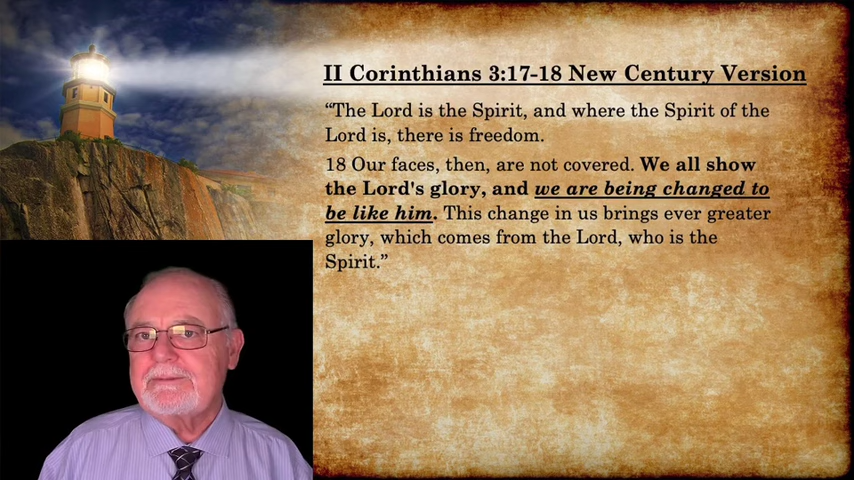 II Corinthians 3:17-18 New Century Version
“The Lord is the Spirit, and where the Spirit of the
Lord is, there is freedom.
18 Our faces, then, are not covered. We all show
the Lord's glory, and we are being changed to
be like him. This change in us brings ever greater
glory, which comes from the Lord, who is the
Spirit.”